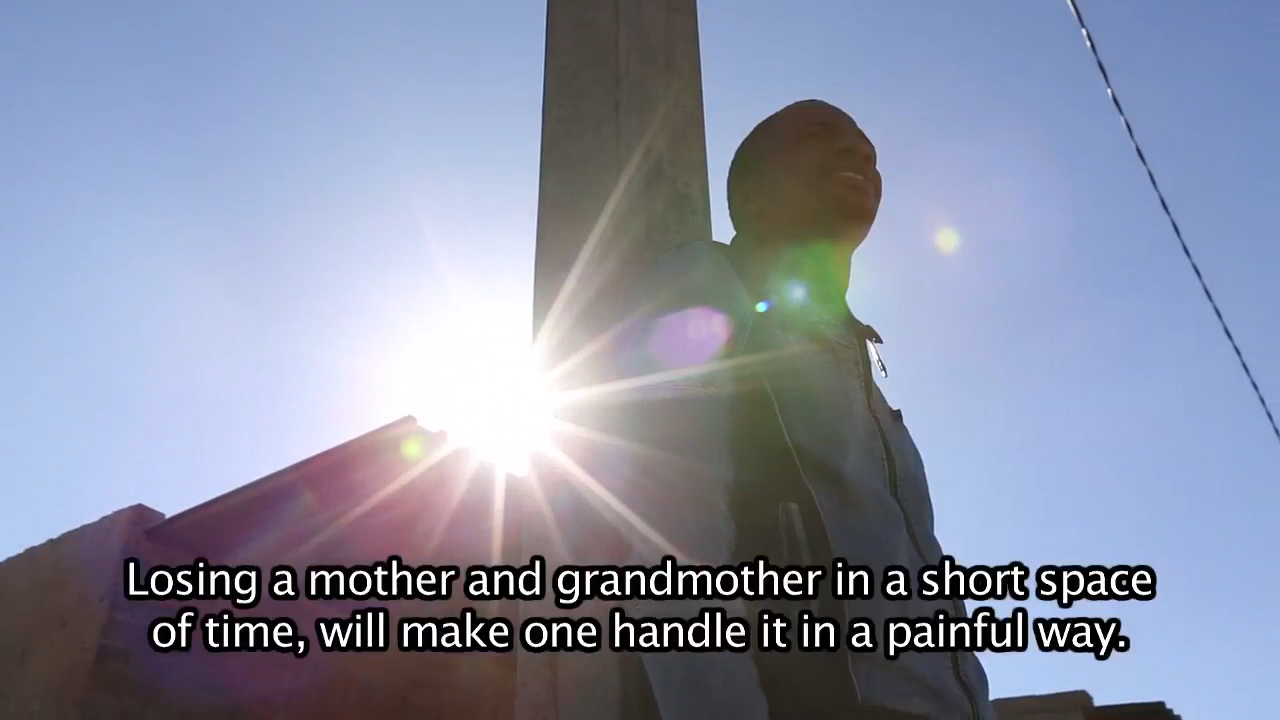 Losing a mother and grandmother in a short space
of time, will make one handle it in a painful way.